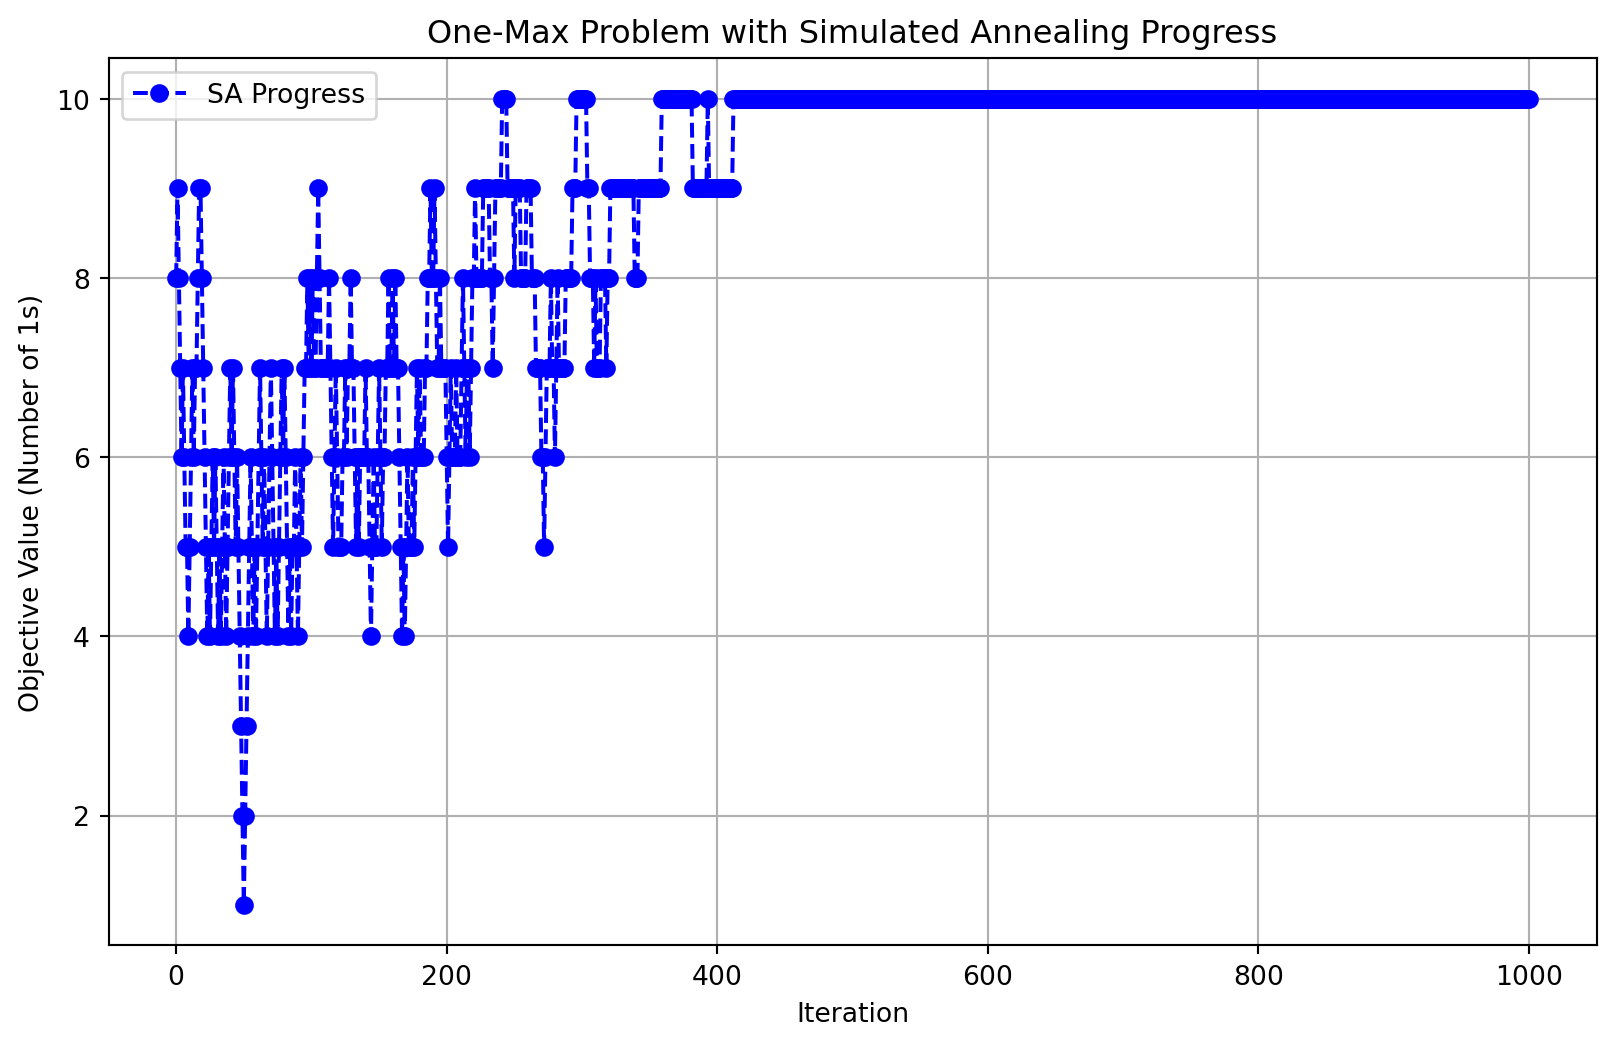 One-Max Problem with Simulated Annealing Progress
SA Progress
Objective Value (Number of 1s)
10
8
6
4
2
0 200 400 600 800 1000
Iteration